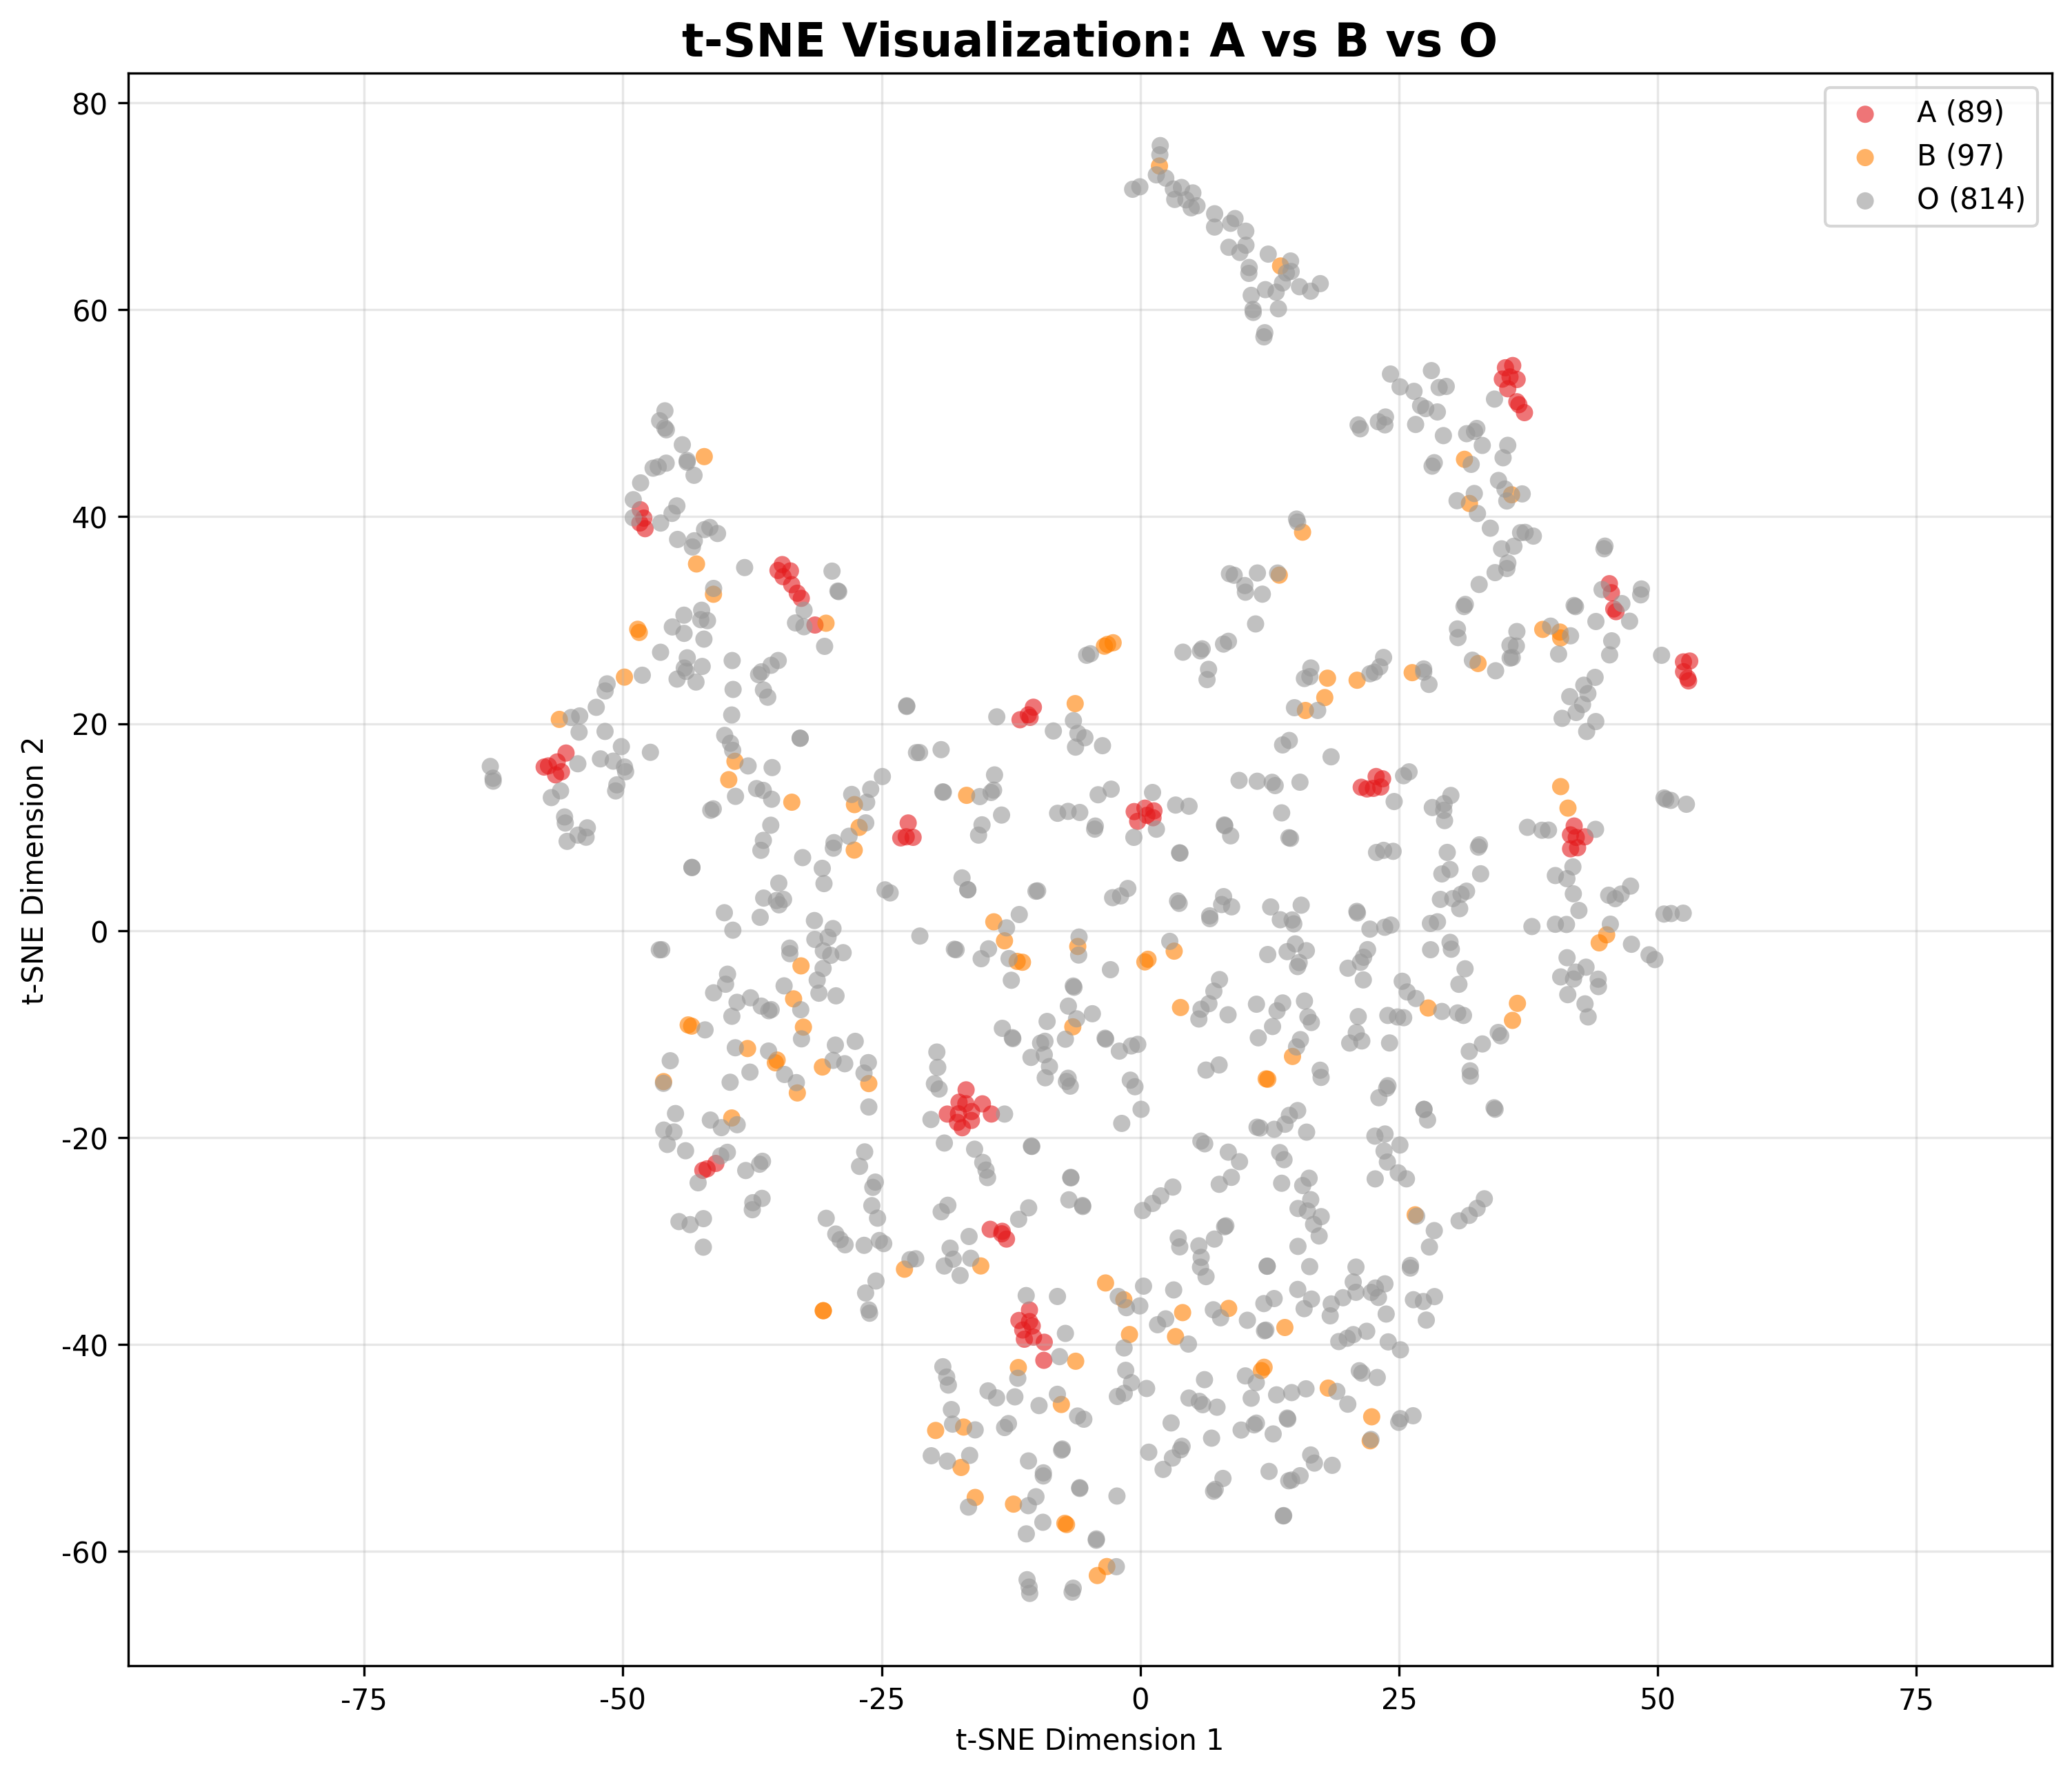 t-SNE Visualization: A vs B vs O
A (89)
B (97)
O (814)
80
60
40
20
0
-20
-40
-60
t-SNE Dimension 2
-75
-50
-25
0
25
50
75
t-SNE Dimension 1